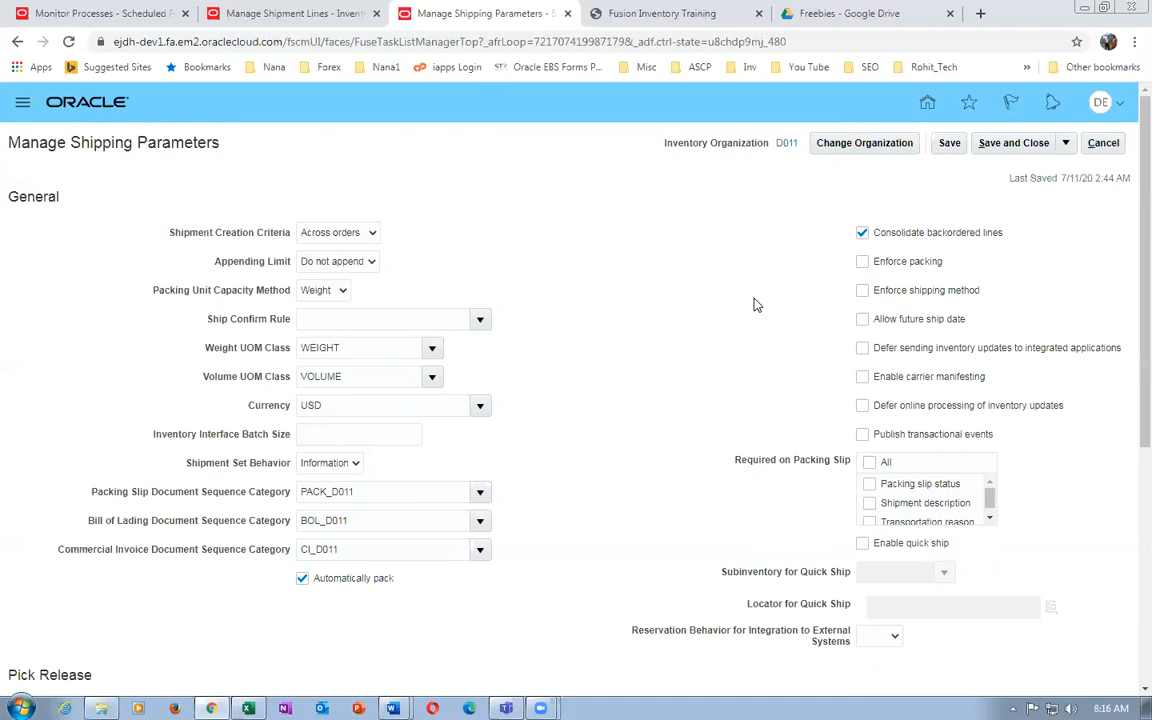 Monitor Processes - Scheduled P
Manage Shipment Lines - Invent
Manage Shipping Parameters - S
Fusion Inventory Training
Freebies - Google Drive
ejdh-dev1.fa.em2.oraclecloud.com/fscmUI/faces/FuseTaskListManagerTop?_afrLoop=7217074199871​79&_adf.ctrl-state=u8chdp9mj_480
Apps
Suggested Sites
Bookmarks
Nana
Forex
Nana1
iapps Login
Oracle EBS Forms P...
Misc
ASCP
Inv
You Tube
SEO
Rohit_Tech
»
Other bookmarks
ORACLE
DE
Manage Shipping Parameters
Inventory Organization D011
Change Organization
Save
Save and Close
Cancel
Last Saved 7/11/20 2:44 AM
General
Shipment Creation Criteria Across orders
Appending Limit Do not append
Packing Unit Capacity Method Weight
Ship Confirm Rule
Weight UOM Class WEIGHT
Volume UOM Class VOLUME
Currency USD
Inventory Interface Batch Size
Shipment Set Behavior Information
Packing Slip Document Sequence Category PACK_D011
Bill of Lading Document Sequence Category BOL_D011
Commercial Invoice Document Sequence Category CI_D011
Automatically pack
Consolidate backordered lines
Enforce packing
Enforce shipping method
Allow future ship date
Defer sending inventory updates to integrated applications
Enable carrier manifesting
Defer online processing of inventory updates
Publish transactional events
Required on Packing Slip All
Packing slip status
Shipment description
Transportation reason
Enable quick ship
Subinventory for Quick Ship
Locator for Quick Ship
Reservation Behavior for Integration to External
Systems
Pick Release
8:16 AM